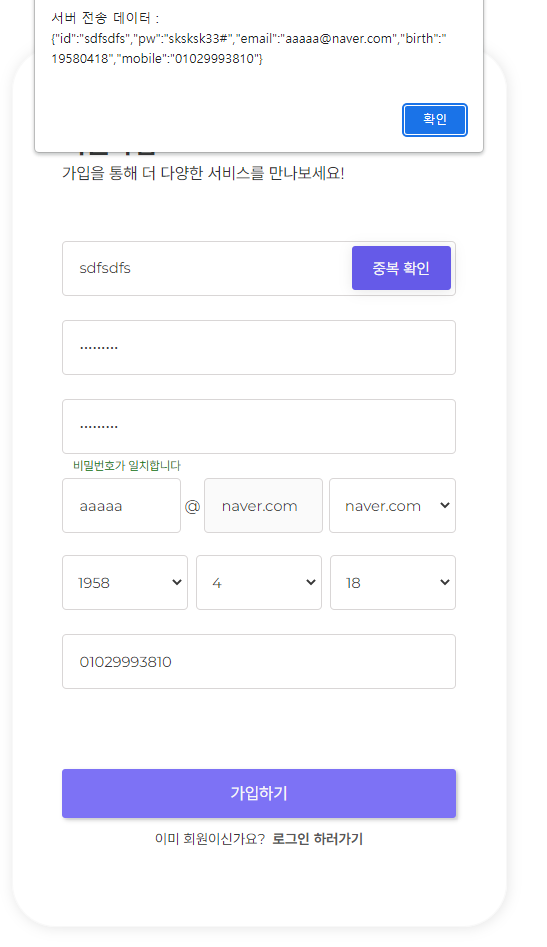 서버 전송 데이터 :
{"id":"sdfsdfs","pw":"sksksk33#","email":"aaaaa@naver.com","birth":"
19580418","mobile":"01029993810"}
확인
가입을 통해 더 다양한 서비스를 만나보세요!
sdfsdfs 중복 확인
·········
·········
비밀번호가 일치합니다
aaaaa @ naver.com naver.com
1958 4 18
01029993810
가입하기
이미 회원이신가요? 로그인 하러가기